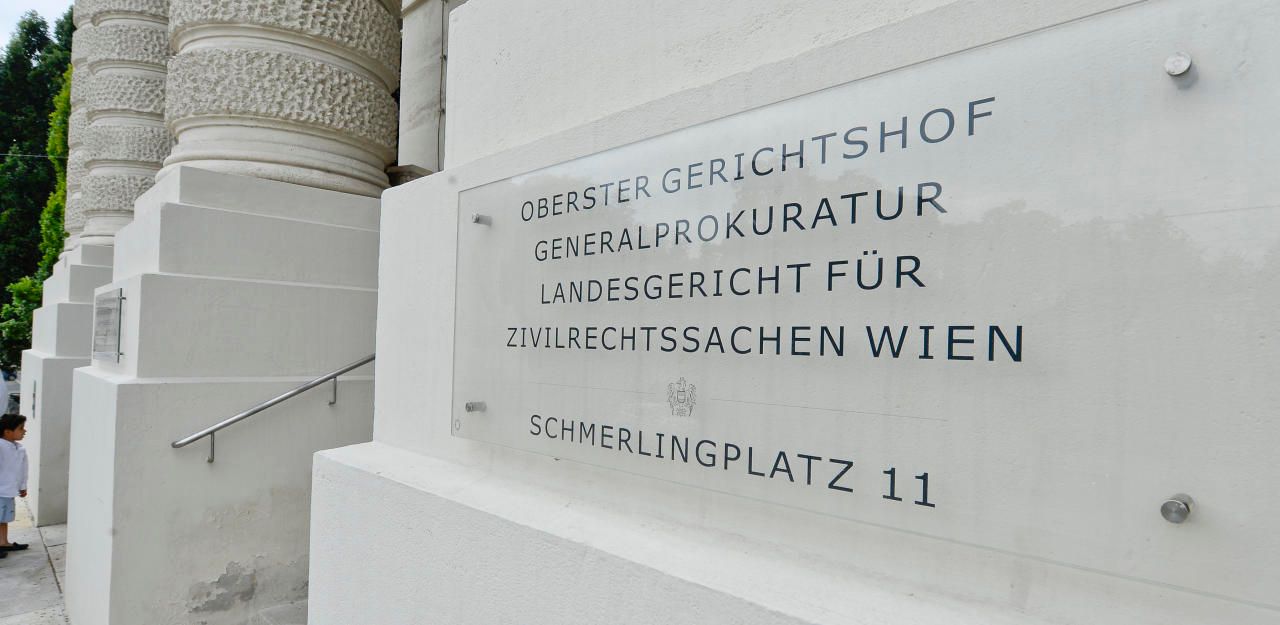 OBERSTER GERICHTSHOF
GENERALPROKURATUR
LANDESGERICHT FÜR
ZIVILRECHTSSACHEN WIEN
SCHMERLINGPLATZ 11